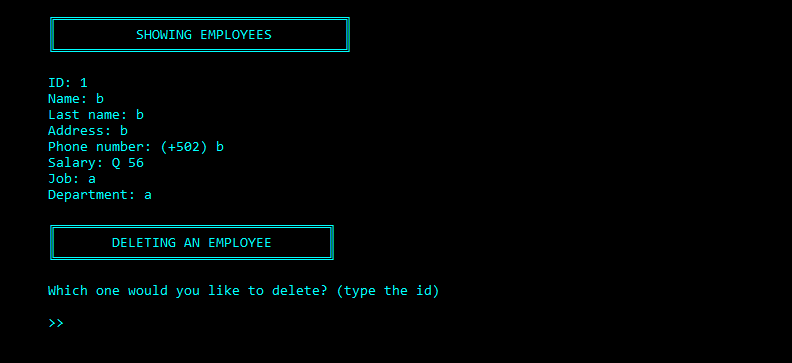 SHOWING EMPLOYEES
ID: 1
Name: b
Last name: b
Address: b
Phone number: (+502) b
Salary: Q 56
Job: a
Department: a
DELETING AN EMPLOYEE
Which one would you like to delete? (type the id)
>>